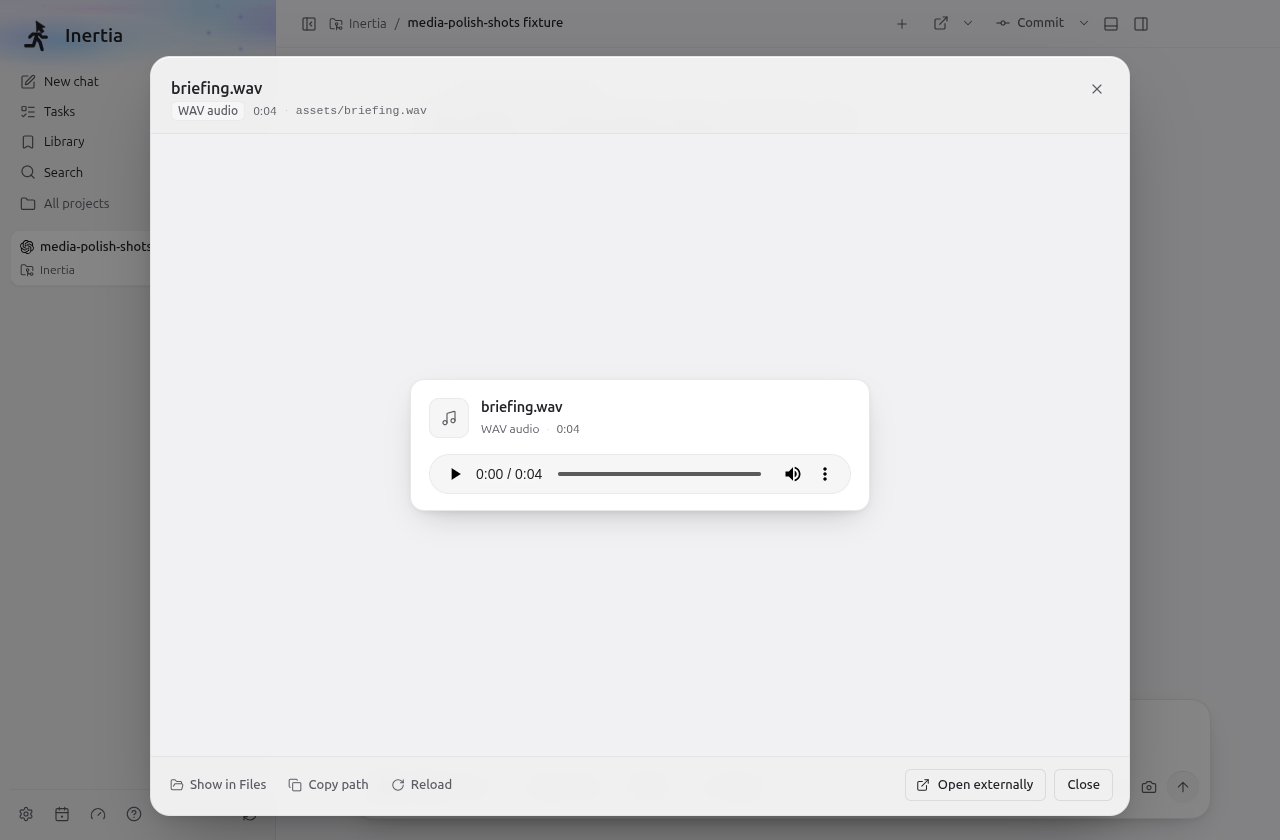 Inertia
New chat
Tasks
Library
Search
All projects
media-polish-shots
Inertia
Inertia / media-polish-shots fixture
Commit
briefing.wav
WAV audio 0:04 · assets/briefing.wav
briefing.wav
WAV audio · 0:04
0:00 / 0:04
Show in Files
Copy path
Reload
Open externally
Close